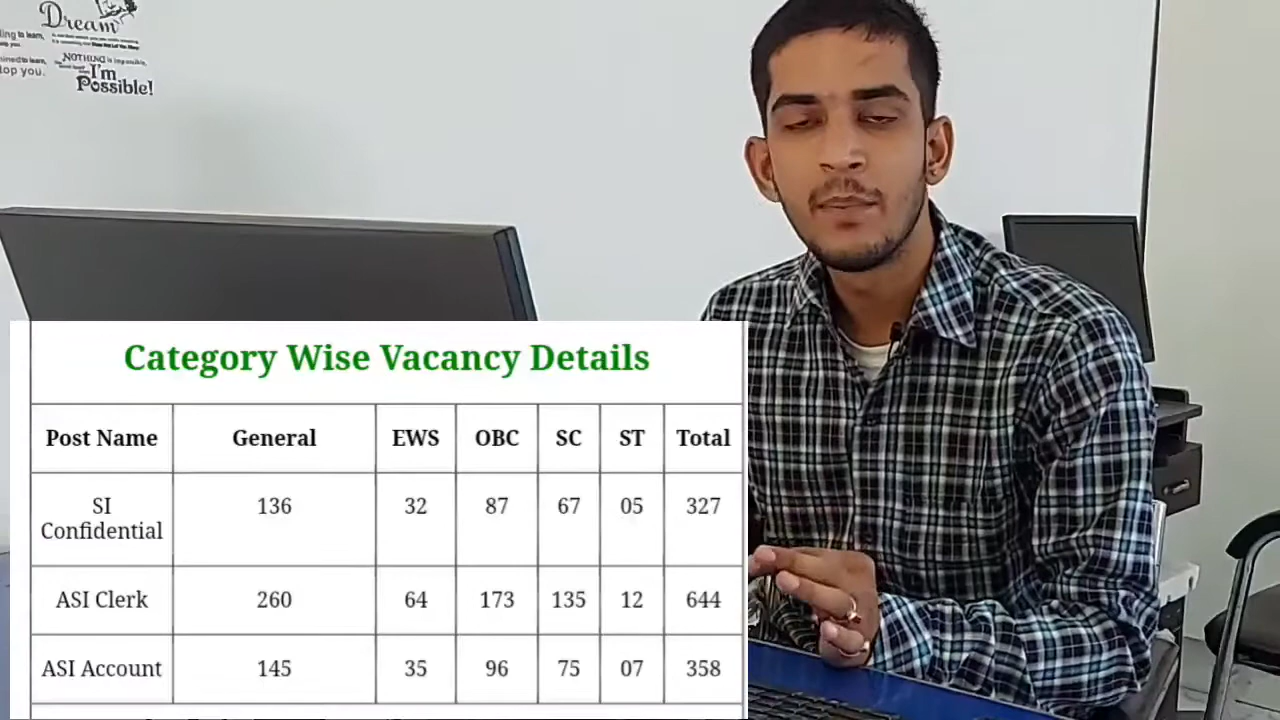 Dream
NOTHING is impossible,
I'm
Possible!
Category Wise Vacancy Details
Post Name General EWS OBC SC ST Total
SI
Confidential 136 32 87 67 05 327
ASI Clerk 260 64 173 135 12 644
ASI Account 145 35 96 75 07 358